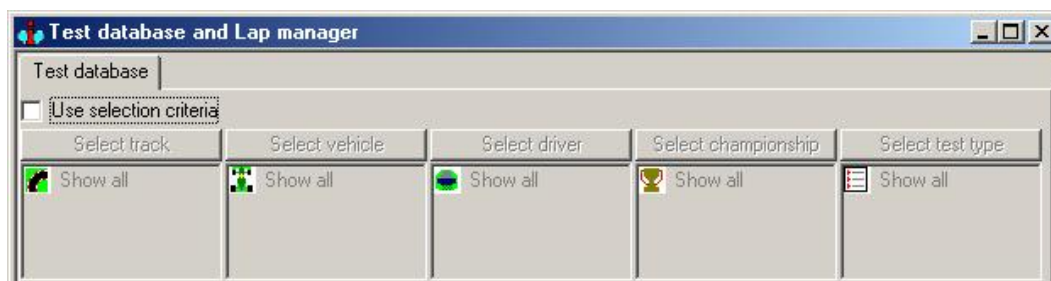 Test database and Lap manager
Test database
Use selection criteria
Select track Select vehicle Select driver Select championship Select test type
Show all Show all Show all Show all Show all